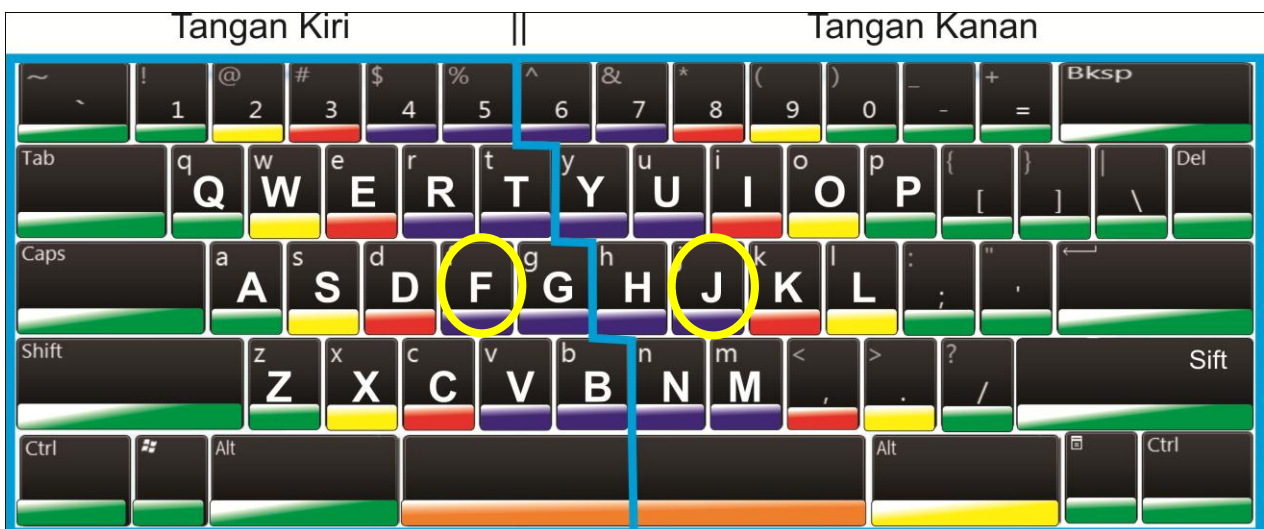 Tangan Kiri || Tangan Kanan
~ ! @ # $ % ^ & * ( ) _ + Bksp
` 1 2 3 4 5 6 7 8 9 0 - =
Tab q w e r t y u i o p { } | Del
Q W E R T Y U I O P [ ] \
Caps a s d g h j k l : "
A S D F G H J K L ; '
Shift z x c v b n m < > ? Sift
Z X C V B N M , . /
Ctrl Alt Alt Ctrl